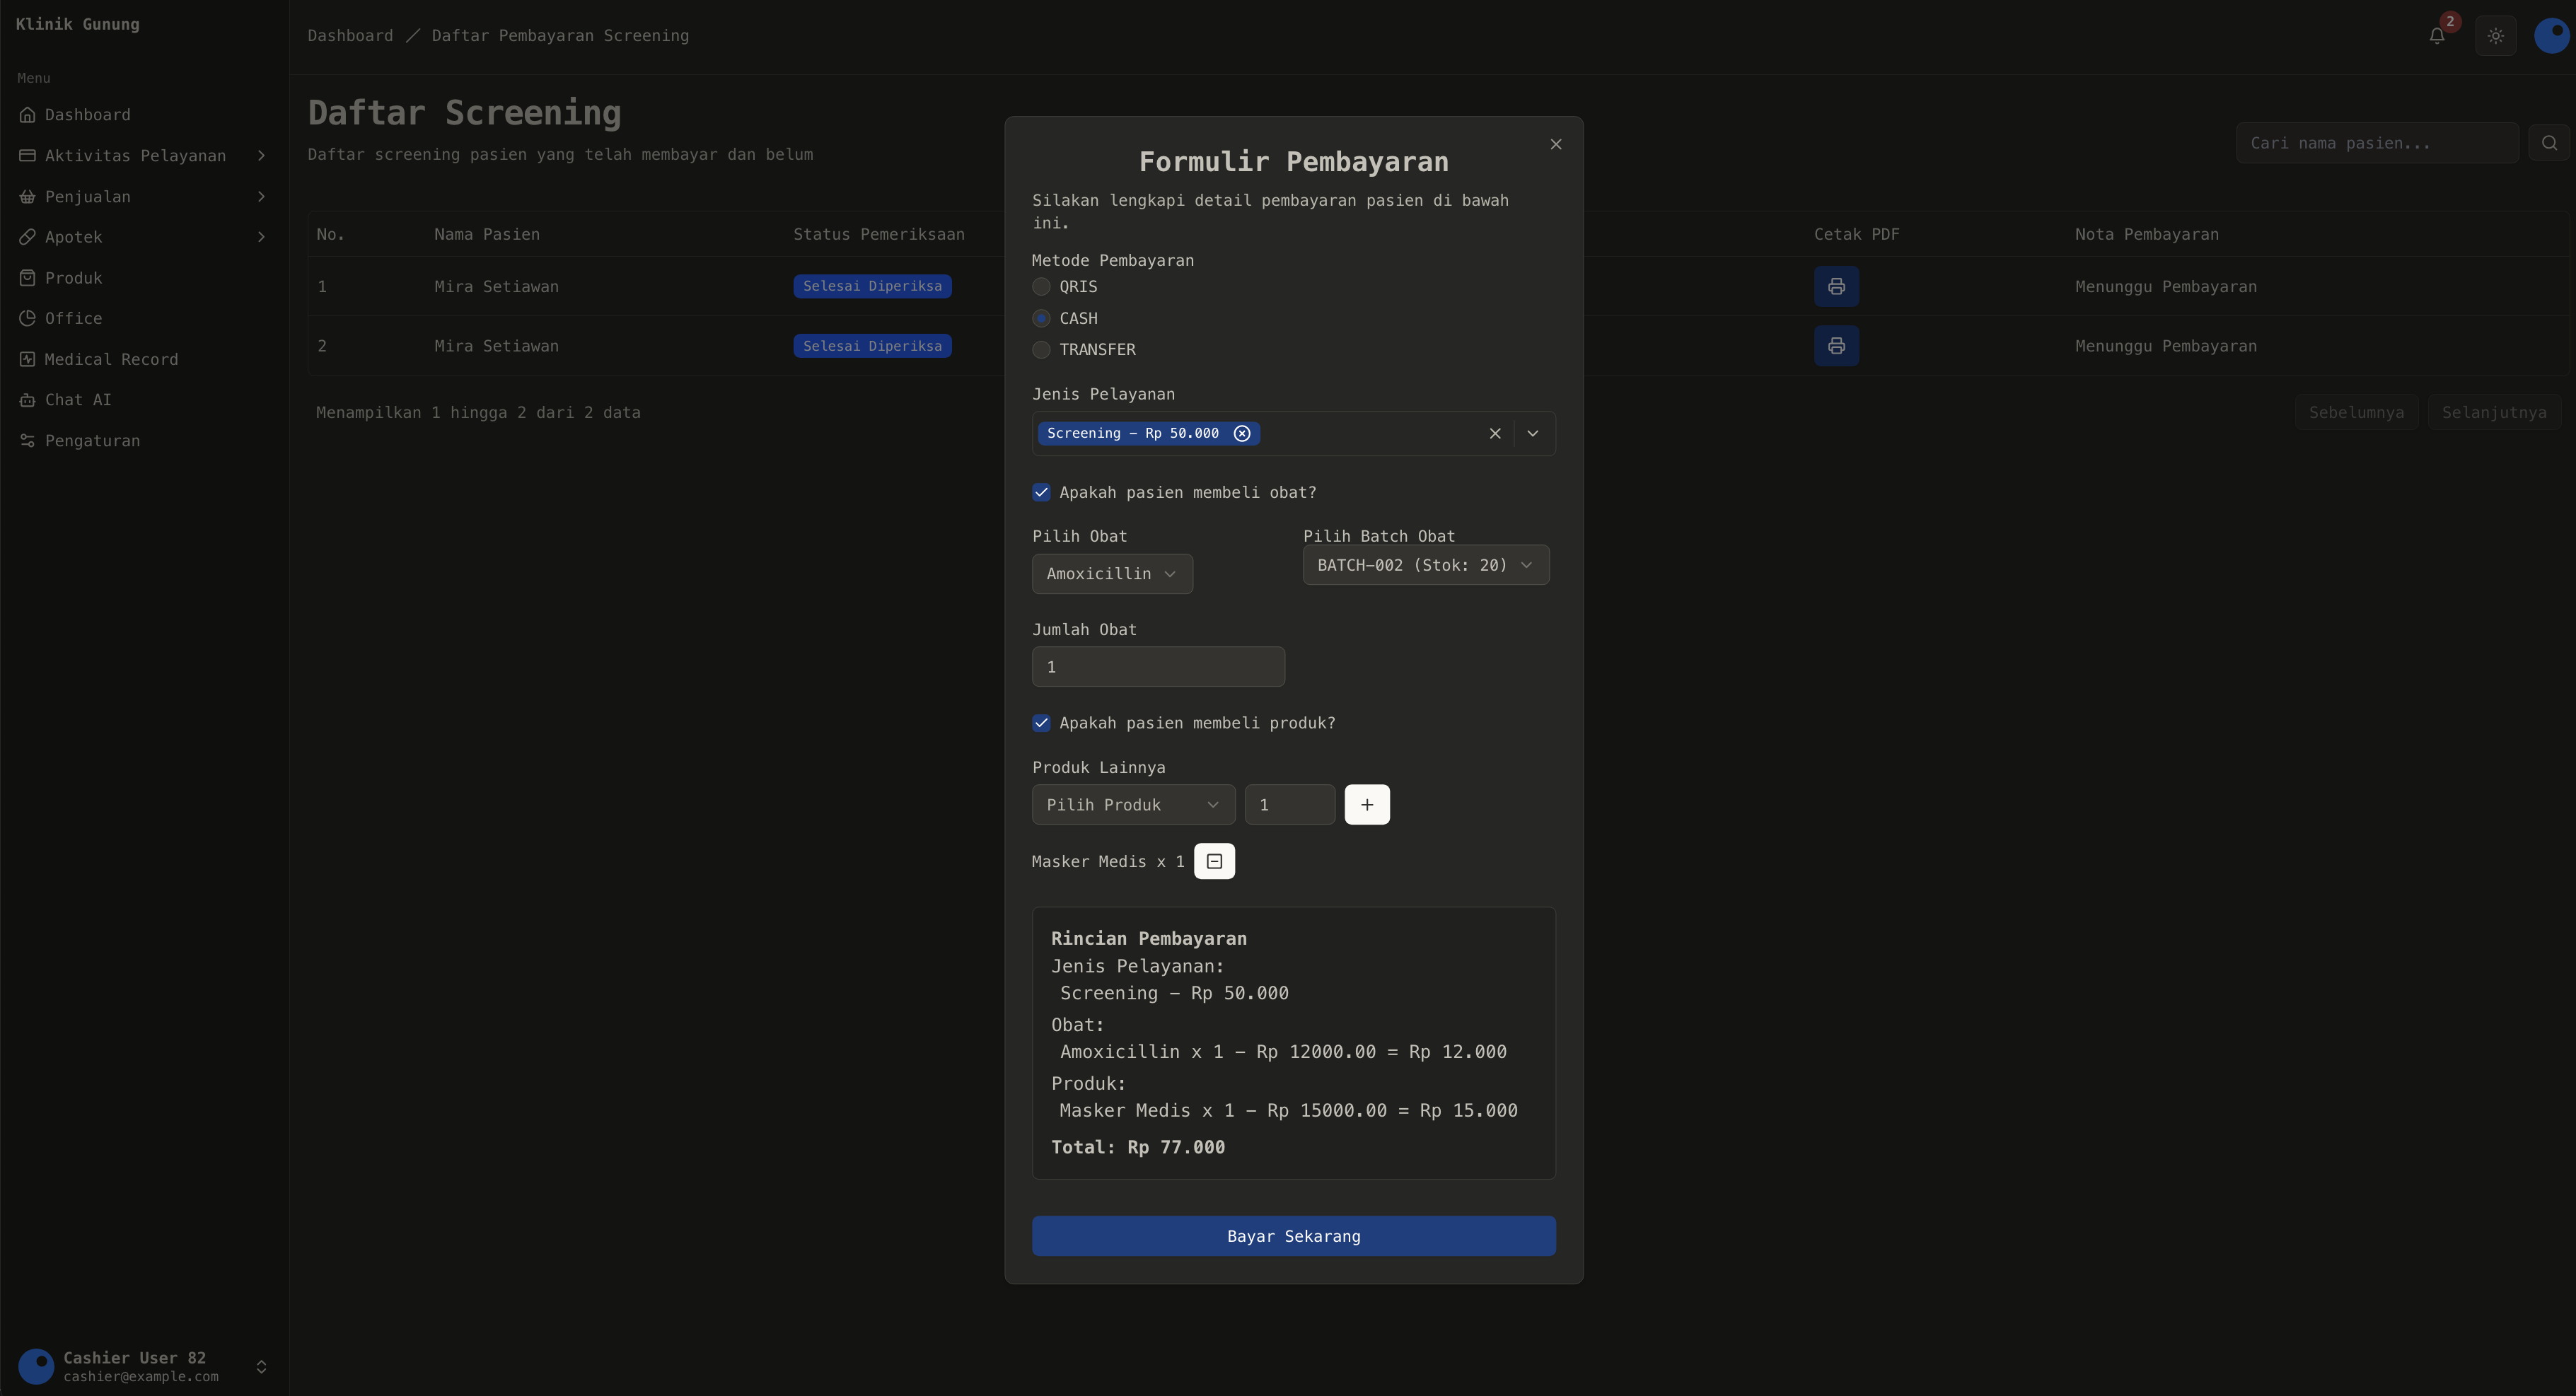 Klinik Gunung
Menu
Dashboard
Aktivitas Pelayanan
Penjualan
Apotek
Produk
Office
Medical Record
Chat AI
Pengaturan
Cashier User 82
cashier@example.com
Dashboard / Daftar Pembayaran Screening
2
Daftar Screening
Daftar screening pasien yang telah membayar dan belum
Cari nama pasien...
No. Nama Pasien Status Pemeriksaan Cetak PDF Nota Pembayaran
1 Mira Setiawan Selesai Diperiksa Menunggu Pembayaran
2 Mira Setiawan Selesai Diperiksa Menunggu Pembayaran
Menampilkan 1 hingga 2 dari 2 data
Sebelumnya Selanjutnya
Formulir Pembayaran
Silakan lengkapi detail pembayaran pasien di bawah
ini.
Metode Pembayaran
QRIS
CASH
TRANSFER
Jenis Pelayanan
Screening – Rp 50.000
Apakah pasien membeli obat?
Pilih Obat Pilih Batch Obat
Amoxicillin BATCH–002 (Stok: 20)
Jumlah Obat
1
Apakah pasien membeli produk?
Produk Lainnya
Pilih Produk 1
Masker Medis x 1
Rincian Pembayaran
Jenis Pelayanan:
Screening – Rp 50.000
Obat:
Amoxicillin x 1 – Rp 12000.00 = Rp 12.000
Produk:
Masker Medis x 1 – Rp 15000.00 = Rp 15.000
Total: Rp 77.000
Bayar Sekarang